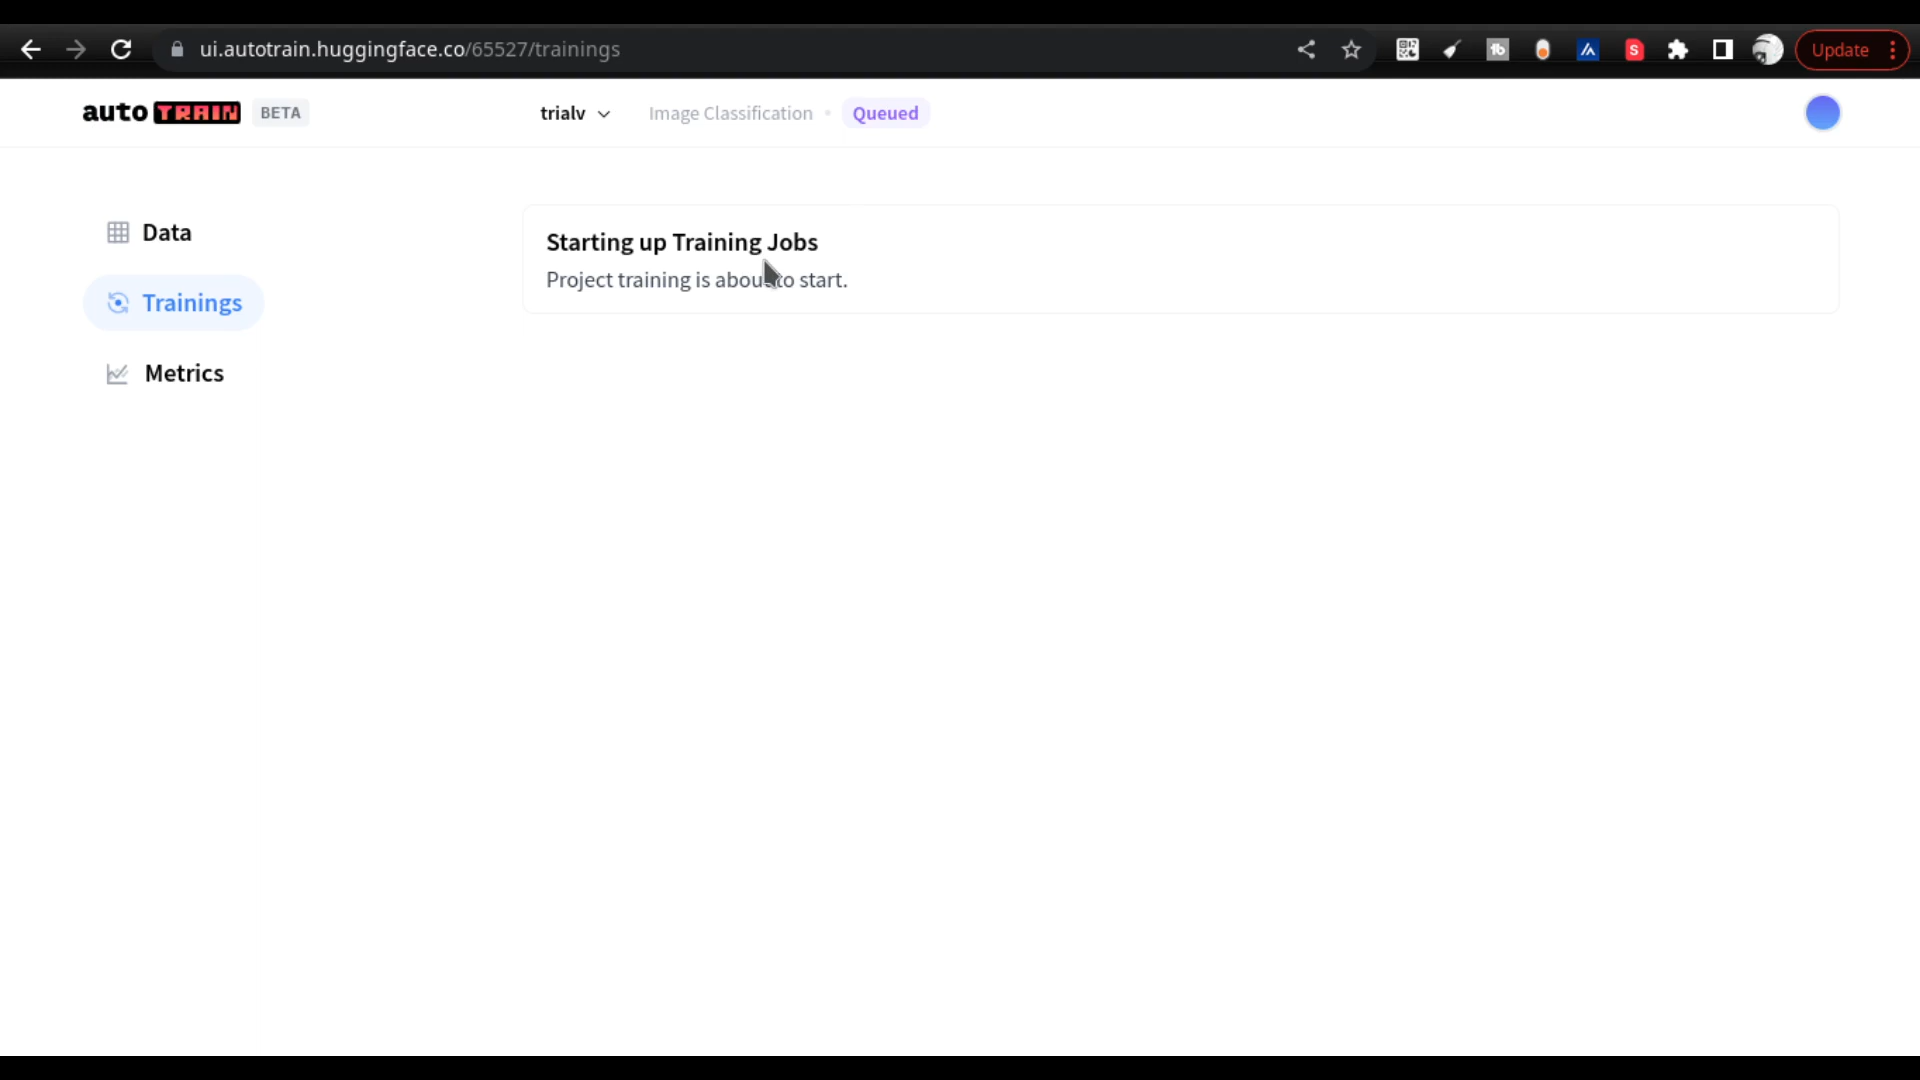 ui.autotrain.huggingface.co/65527/trainings
Update
auto TRAIN BETA
trialv
Image Classification • Queued
Data
Trainings
Metrics
Starting up Training Jobs
Project training is about to start.